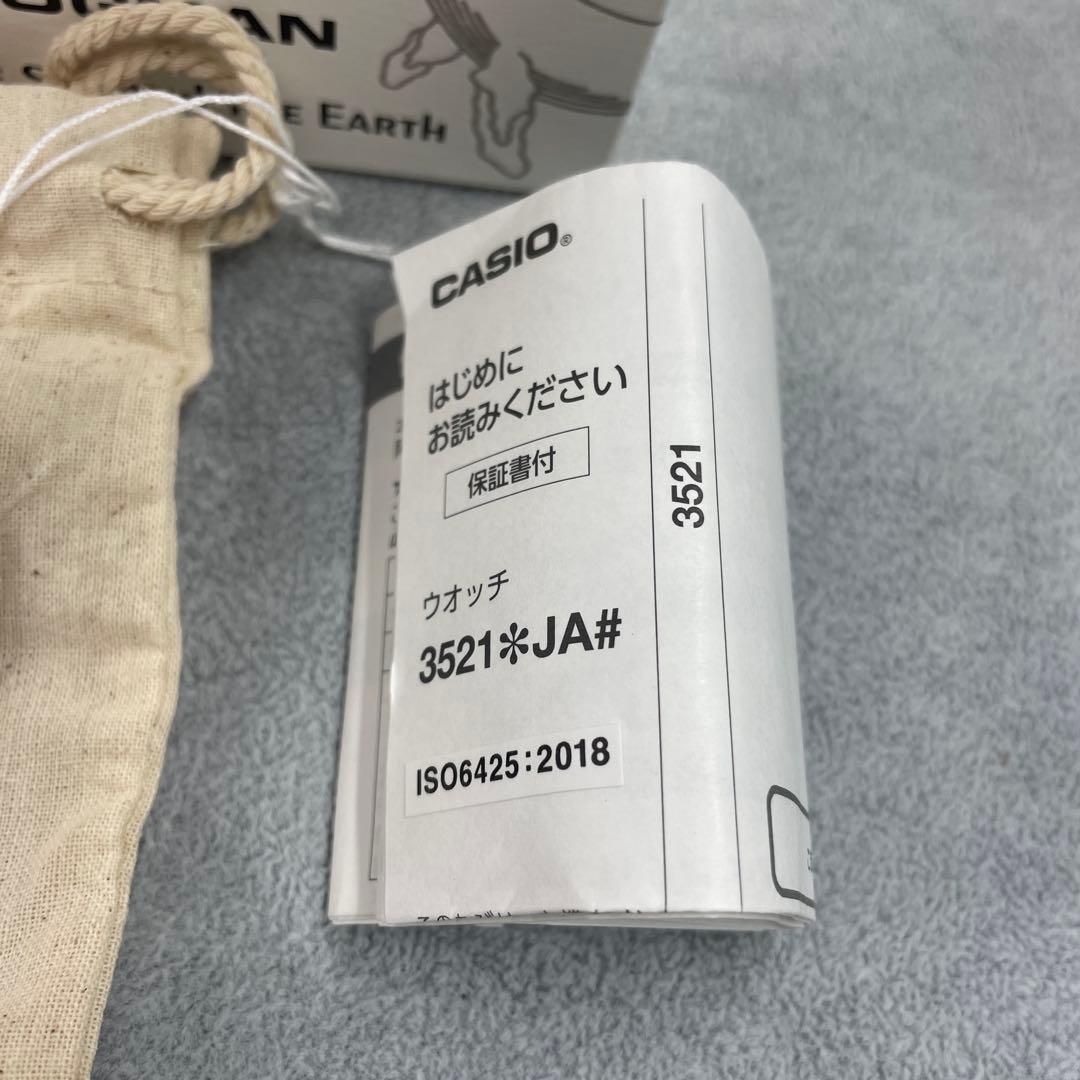 EARTH
CASIO®
はじめに
お読みください
保証書付
3521
ウオッチ
3521✻JA#
ISO6425:2018